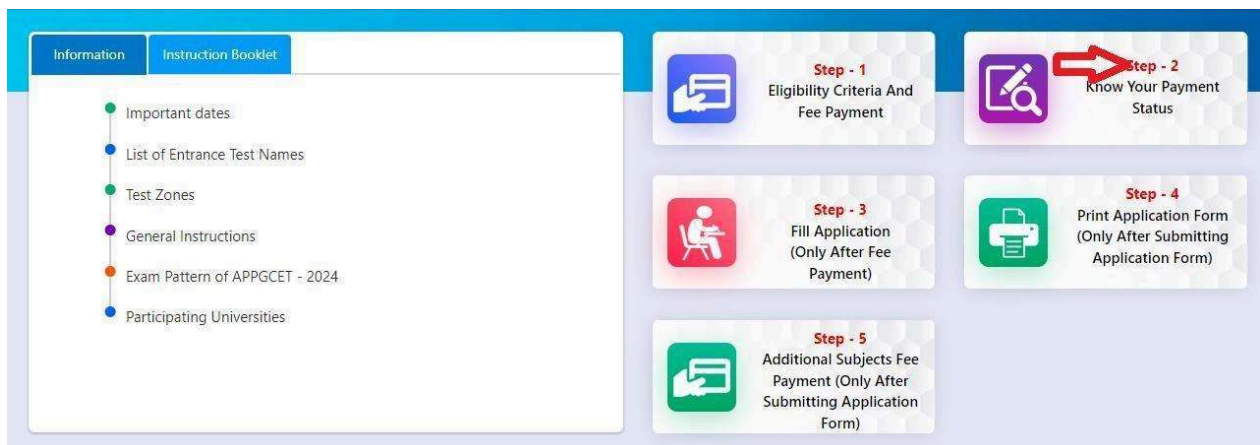 Information
Instruction Booklet
Important dates
List of Entrance Test Names
Test Zones
General Instructions
Exam Pattern of APPGCET - 2024
Participating Universities
Step - 1
Eligibility Criteria And
Fee Payment
Step - 2
Know Your Payment
Status
Step - 3
Fill Application
(Only After Fee
Payment)
Step - 4
Print Application Form
(Only After Submitting
Application Form)
Step - 5
Additional Subjects Fee
Payment (Only After
Submitting Application
Form)